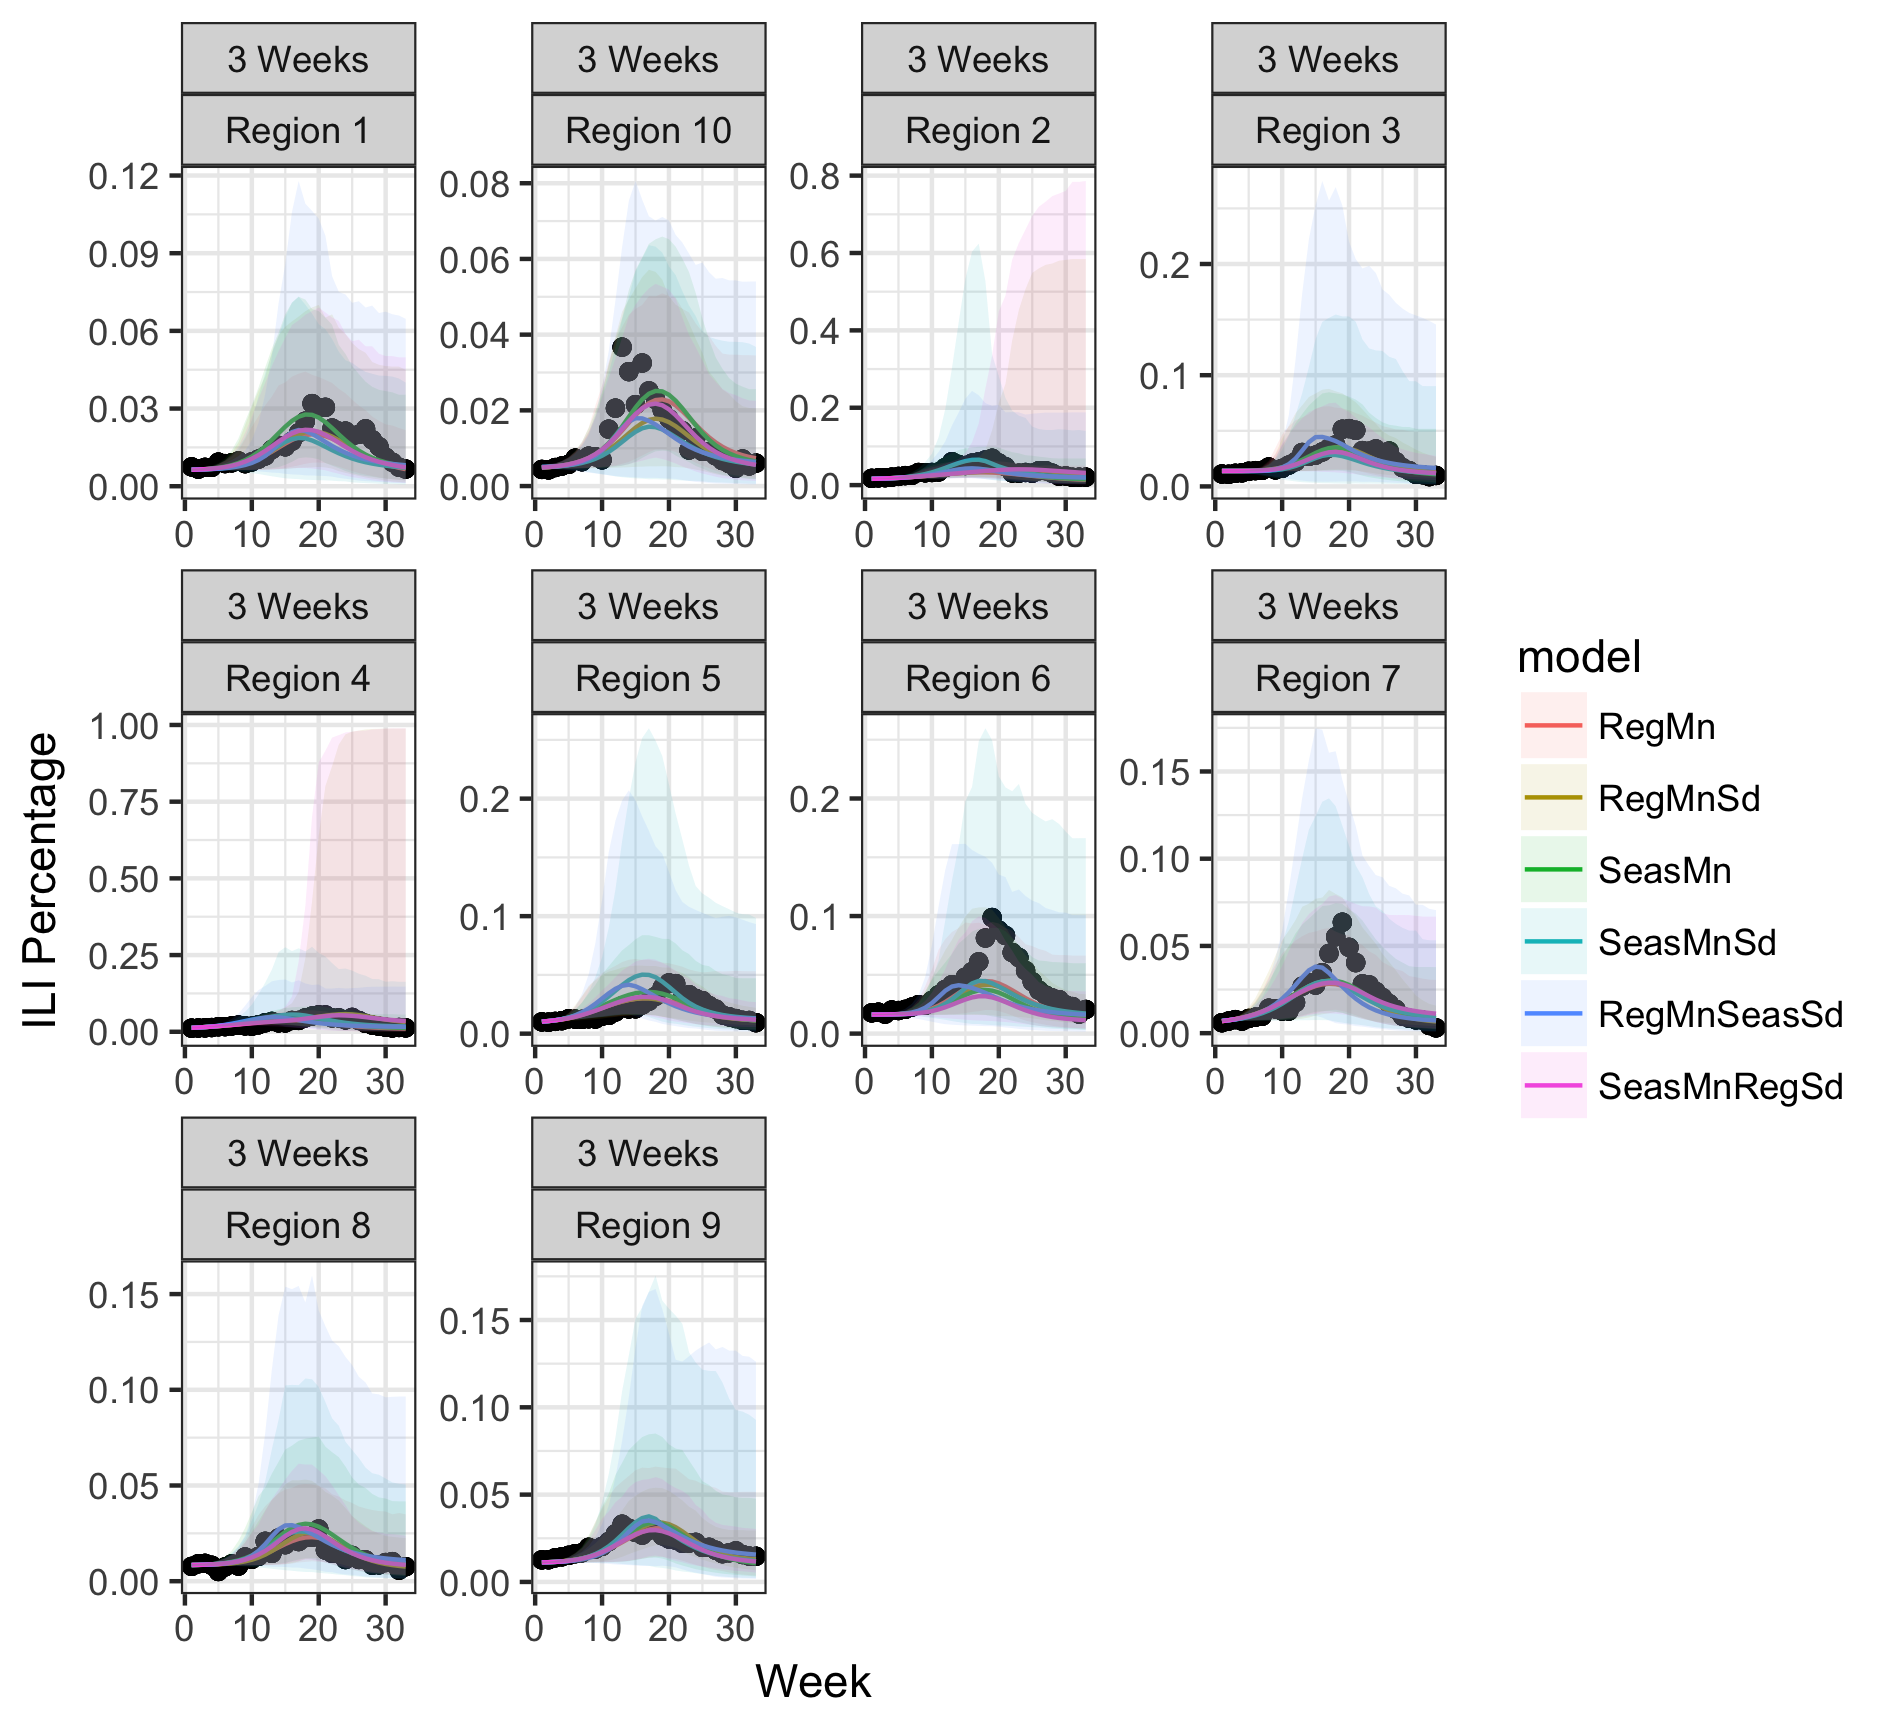 3 Weeks 3 Weeks 3 Weeks 3 Weeks
Region 1 Region 10 Region 2 Region 3
0.12 0.08 0.8 0.2
0.09 0.06 0.6 0.1
0.06 0.04 0.4 0.0
0.03 0.02 0.2
0.00 0.00 0.0
0 10 20 30 0 10 20 30 0 10 20 30 0 10 20 30
3 Weeks 3 Weeks 3 Weeks 3 Weeks
Region 4 Region 5 Region 6 Region 7
1.00 0.2 0.2 0.15
0.75 0.1 0.1 0.10
0.50 0.0 0.0 0.05
0.25 0.00
0.00
0 10 20 30 0 10 20 30 0 10 20 30 0 10 20 30
3 Weeks 3 Weeks
Region 8 Region 9
0.15 0.15
0.10 0.10
0.05 0.05
0.00 0.00
0 10 20 30 0 10 20 30
ILI Percentage
Week
model
RegMn
RegMnSd
SeasMn
SeasMnSd
RegMnSeasSd
SeasMnRegSd